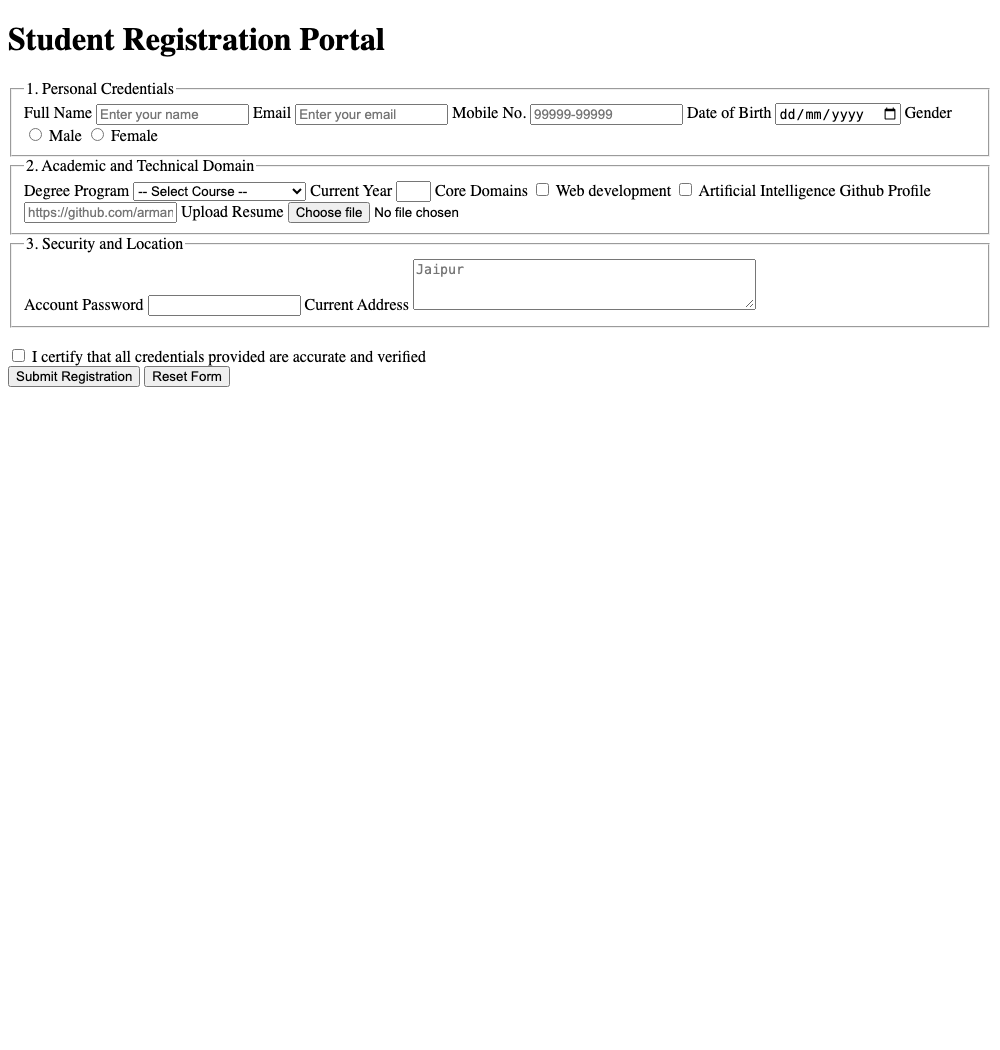 Student Registration Portal
1. Personal Credentials
Full Name Enter your name Email Enter your email Mobile No. 99999-99999 Date of Birth dd/mm/yyyy Gender
Male Female
2. Academic and Technical Domain
Degree Program -- Select Course -- Current Year Core Domains Web development Artificial Intelligence Github Profile
https://github.com/arman Upload Resume Choose file No file chosen
3. Security and Location
Jaipur
Account Password Current Address
I certify that all credentials provided are accurate and verified
Submit Registration Reset Form